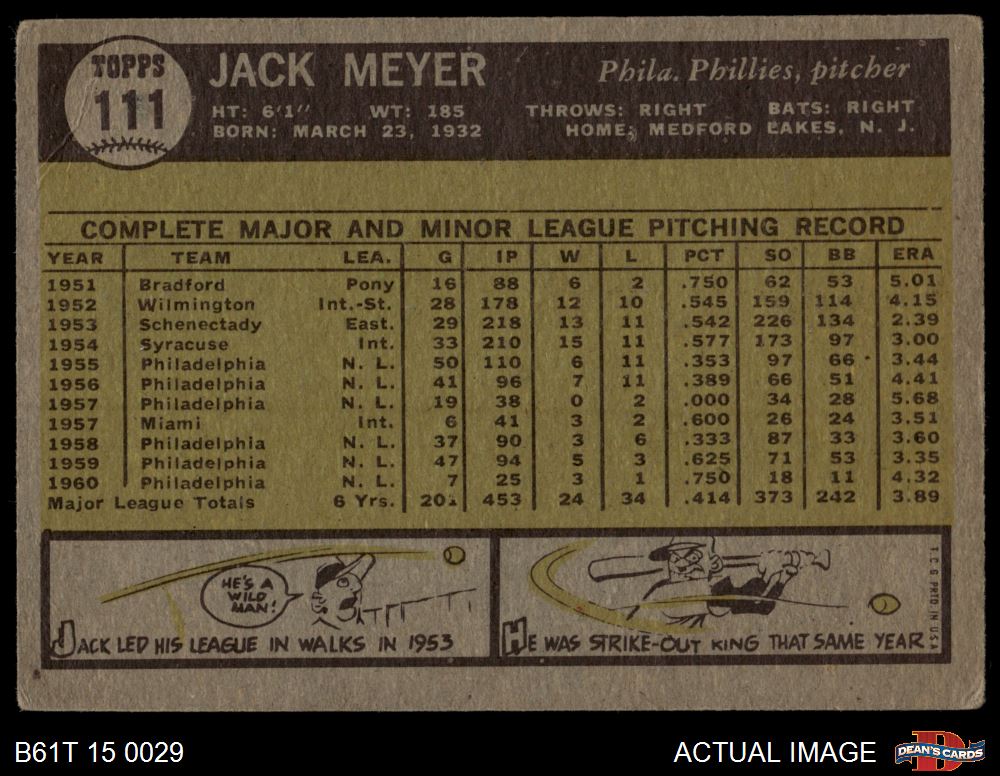 TOPPS
111
JACK MEYER
Phila. Phillies, pitcher
HT: 6'1" WT: 185 THROWS: RIGHT BATS: RIGHT
BORN: MARCH 23, 1932 HOME: MEDFORD LAKES, N. J.
COMPLETE MAJOR AND MINOR LEAGUE PITCHING RECORD
YEAR TEAM LEA. G IP W L PCT SO BB ERA
1951 Bradford Pony 16 88 6 2 .750 62 53 5.01
1952 Wilmington Int.-St. 28 178 12 10 .545 159 114 4.15
1953 Schenectady East. 29 218 13 11 .542 226 134 2.39
1954 Syracuse Int. 33 210 15 11 .577 173 97 3.00
1955 Philadelphia N. L. 50 110 6 11 .353 97 66 3.44
1956 Philadelphia N. L. 41 96 7 11 .389 66 51 4.41
1957 Philadelphia N. L. 19 38 0 2 .000 34 28 5.68
1957 Miami Int. 6 41 3 2 .600 26 24 3.51
1958 Philadelphia N. L. 37 90 3 6 .333 87 33 3.60
1959 Philadelphia N. L. 47 94 5 3 .625 71 53 3.35
1960 Philadelphia N. L. 7 25 3 1 .750 18 11 4.32
Major League Totals 6 Yrs. 201 453 24 34 .414 373 242 3.89
HE'S A
WILD
MAN!
JACK LED HIS LEAGUE IN WALKS IN 1953
HE WAS STRIKE-OUT KING THAT SAME YEAR
T. C. G. PRTD. IN U.S.A.
B61T 15 0029
ACTUAL IMAGE
D
DEAN'S CARDS